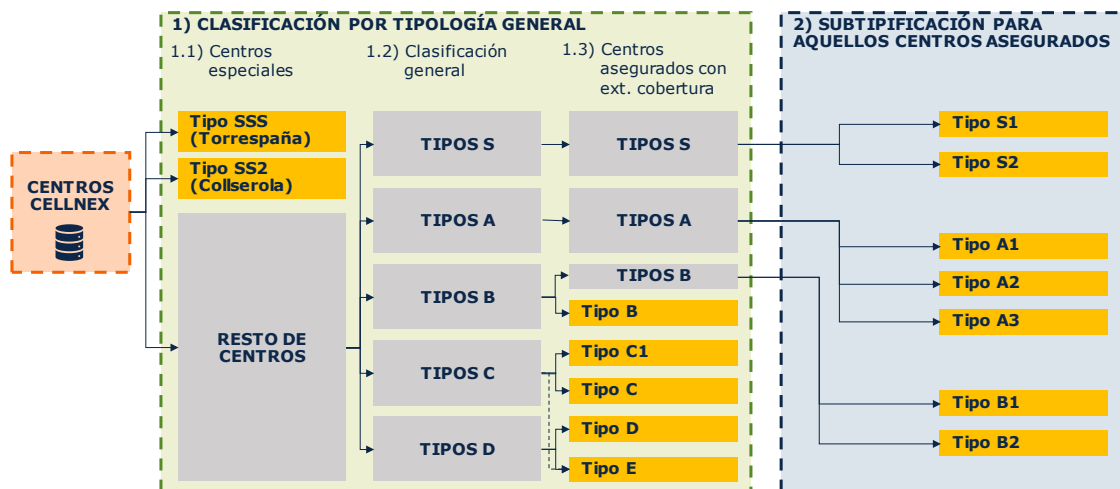 1) CLASIFICACIÓN POR TIPOLOGÍA GENERAL
2) SUBTIPIFICACIÓN PARA
AQUELLOS CENTROS ASEGURADOS
1.1) Centros
especiales
1.2) Clasificación
general
1.3) Centros
asegurados con
ext. cobertura
CENTROS
CELLNEX
Tipo SSS
(Torrespaña)
Tipo SS2
(Collserola)
RESTO DE
CENTROS
TIPOS S
TIPOS A
TIPOS B
TIPOS C
TIPOS D
TIPOS S
TIPOS A
TIPOS B
Tipo B
Tipo C1
Tipo C
Tipo D
Tipo E
Tipo S1
Tipo S2
Tipo A1
Tipo A2
Tipo A3
Tipo B1
Tipo B2